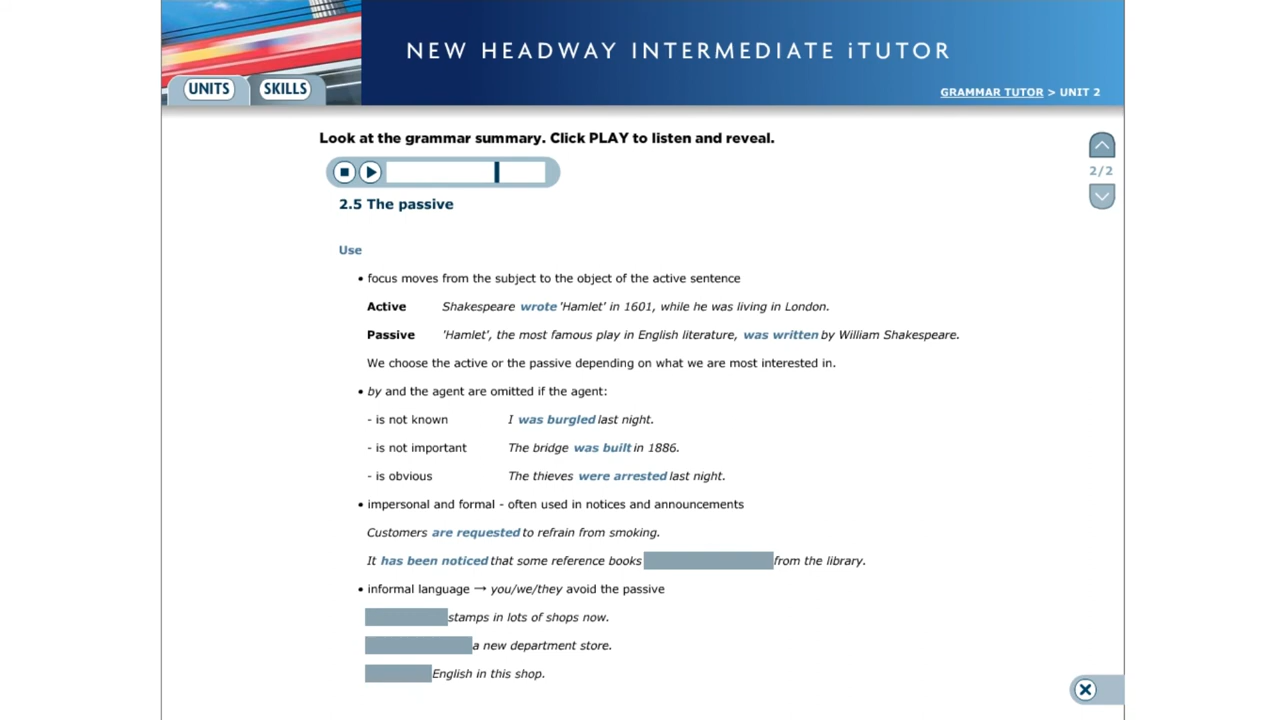 NEW HEADWAY INTERMEDIATE iTUTOR
UNITS
SKILLS
GRAMMAR TUTOR > UNIT 2
Look at the grammar summary. Click PLAY to listen and reveal.
2/2
2.5 The passive
Use
• focus moves from the subject to the object of the active sentence
Active Shakespeare wrote 'Hamlet' in 1601, while he was living in London.
Passive 'Hamlet', the most famous play in English literature, was written by William Shakespeare.
We choose the active or the passive depending on what we are most interested in.
• by and the agent are omitted if the agent:
- is not known I was burgled last night.
- is not important The bridge was built in 1886.
- is obvious The thieves were arrested last night.
• impersonal and formal - often used in notices and announcements
Customers are requested to refrain from smoking.
It has been noticed that some reference books from the library.
• informal language → you/we/they avoid the passive
stamps in lots of shops now.
a new department store.
English in this shop.